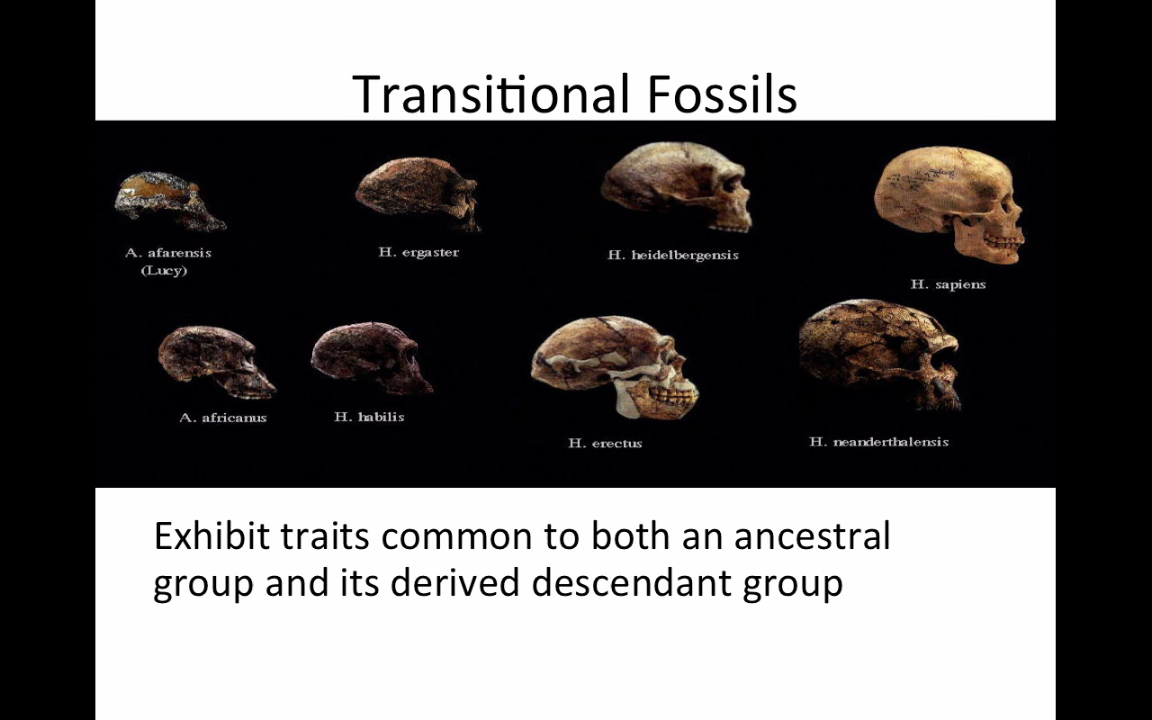 Transitional Fossils
A. afarensis
(Lucy)
H. ergaster
H. heidelbergensis
H. sapiens
A. africanus
H. habilis
H. erectus
H. neanderthalensis
Exhibit traits common to both an ancestral
group and its derived descendant group